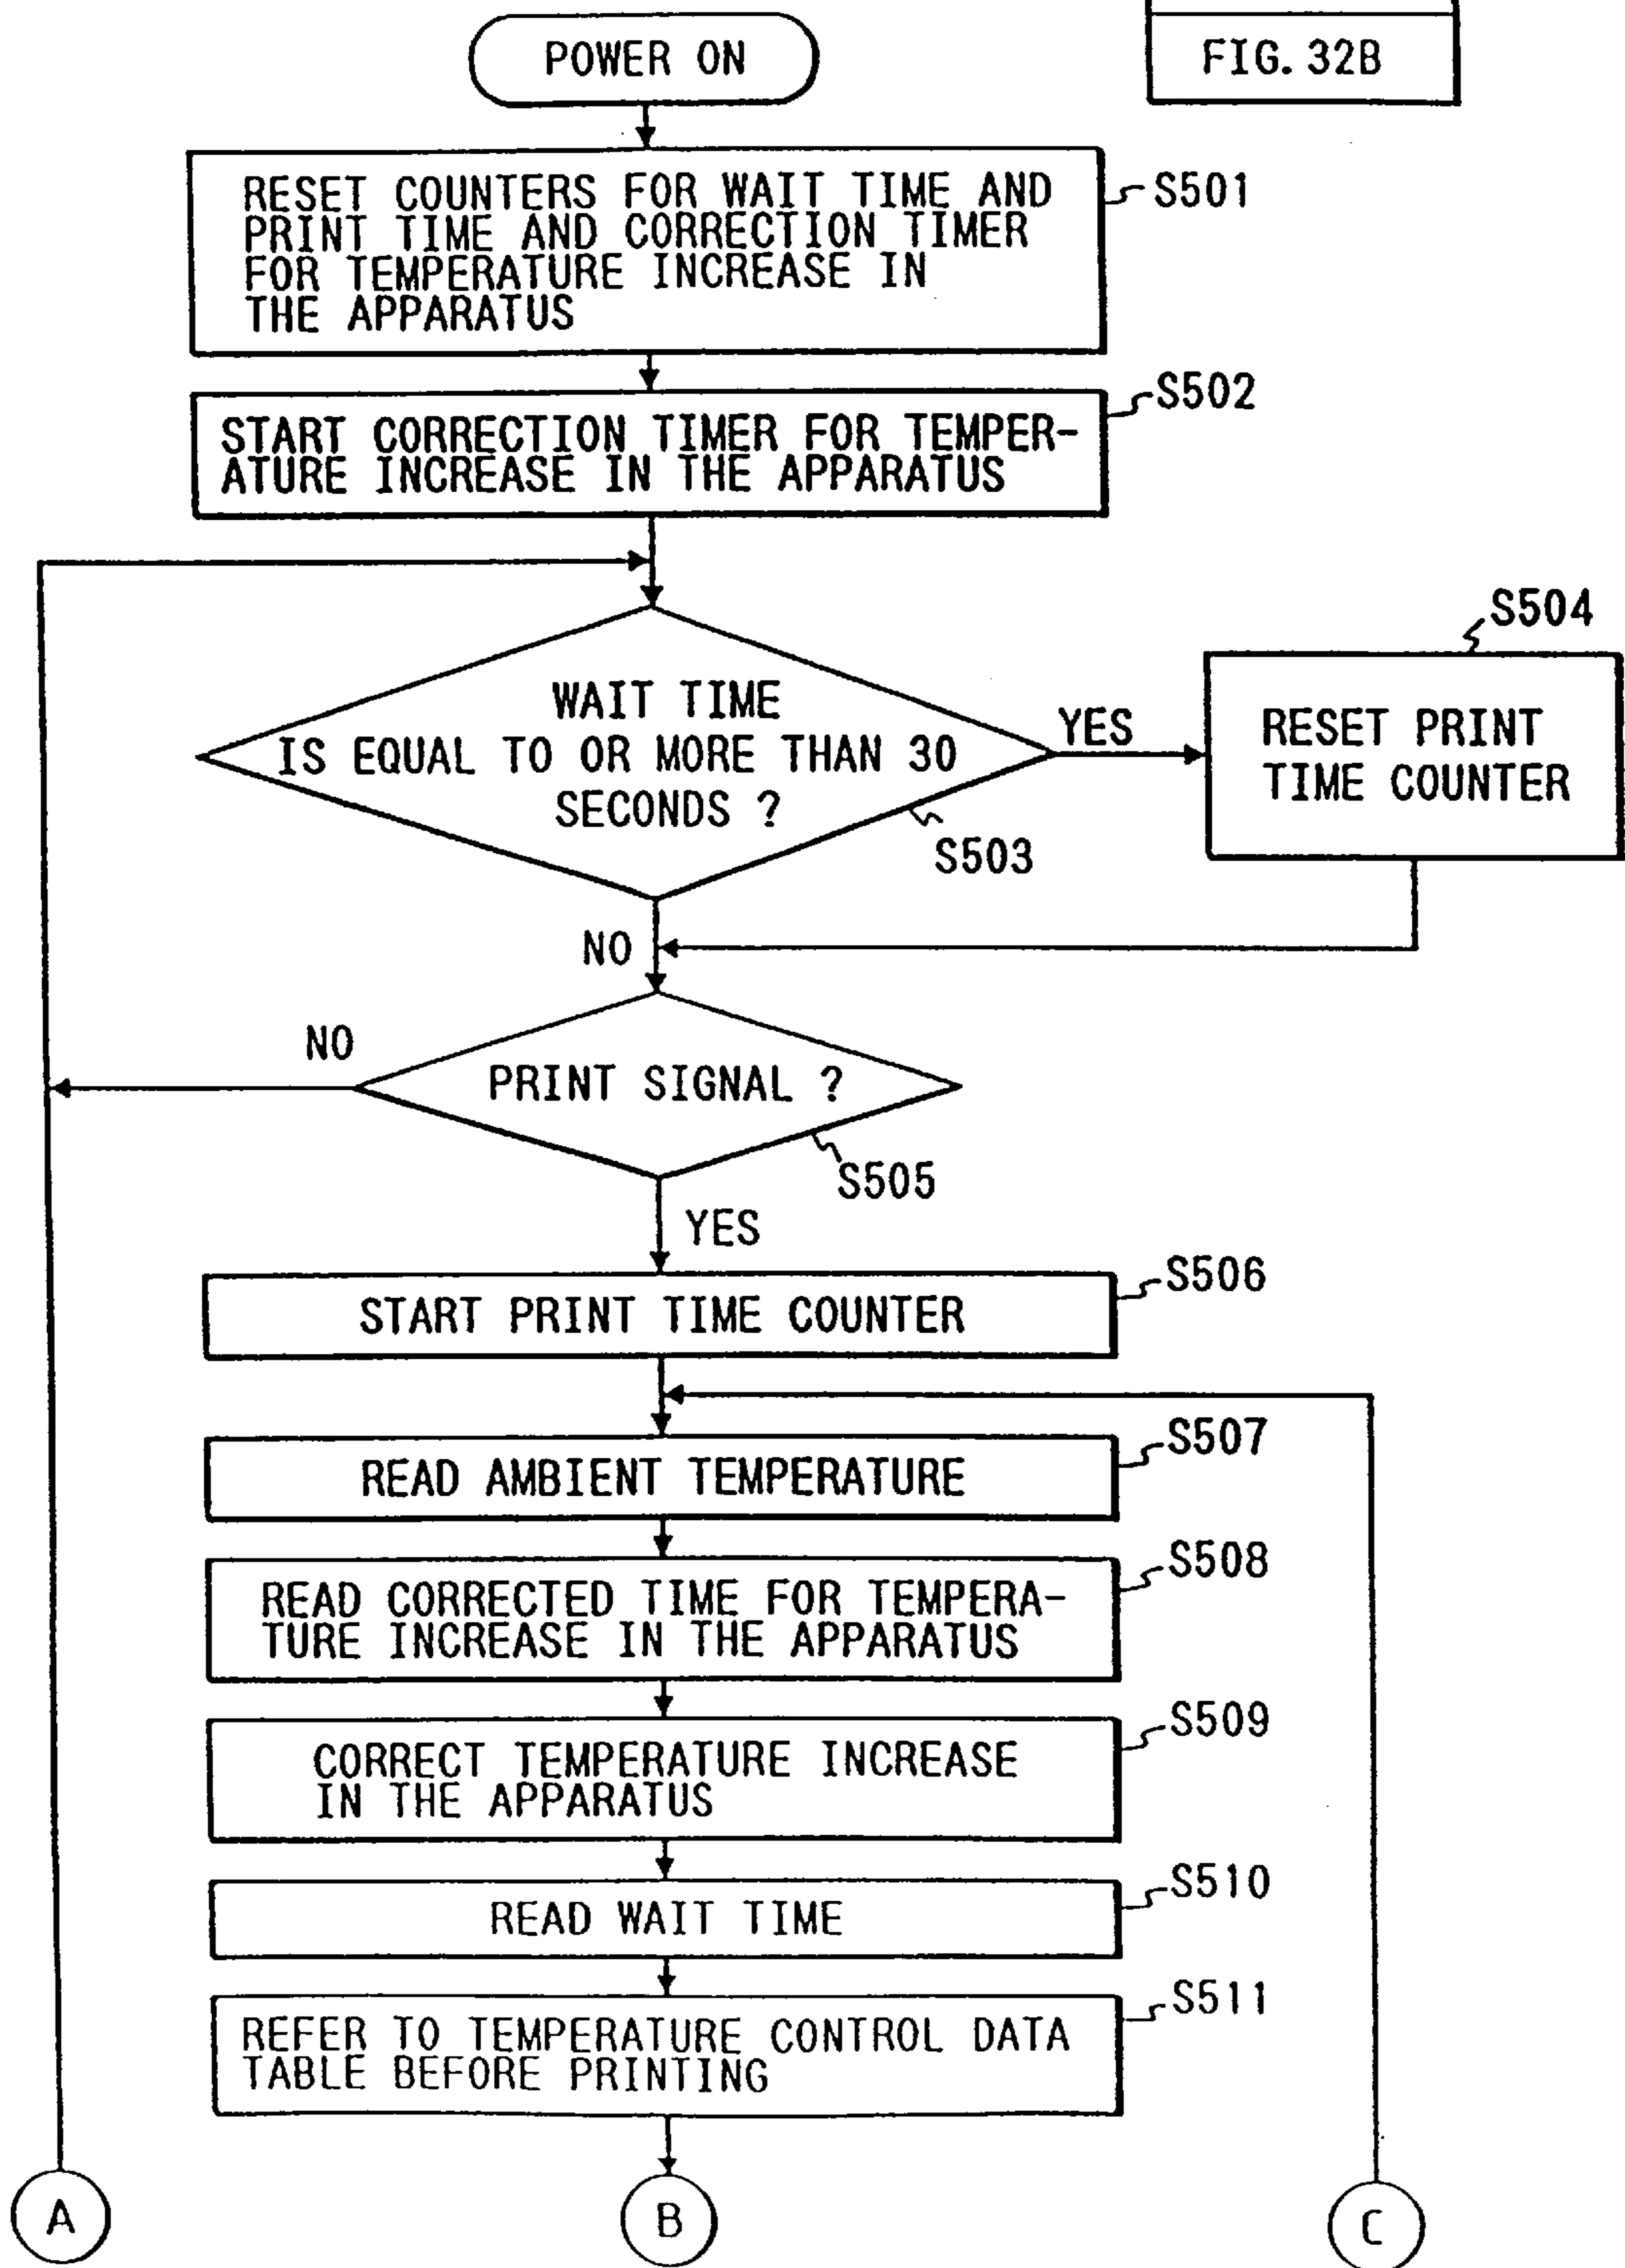 FIG. 32B
POWER ON
RESET COUNTERS FOR WAIT TIME AND
PRINT TIME AND CORRECTION TIMER
FOR TEMPERATURE INCREASE IN
THE APPARATUS
S501
START CORRECTION TIMER FOR TEMPER-
ATURE INCREASE IN THE APPARATUS
S502
WAIT TIME
IS EQUAL TO OR MORE THAN 30
SECONDS ?
S503
YES
S504
RESET PRINT
TIME COUNTER
NO
PRINT SIGNAL ?
NO
S505
YES
START PRINT TIME COUNTER
S506
READ AMBIENT TEMPERATURE
S507
READ CORRECTED TIME FOR TEMPERA-
TURE INCREASE IN THE APPARATUS
S508
CORRECT TEMPERATURE INCREASE
IN THE APPARATUS
S509
READ WAIT TIME
S510
REFER TO TEMPERATURE CONTROL DATA
TABLE BEFORE PRINTING
S511
A
B
C